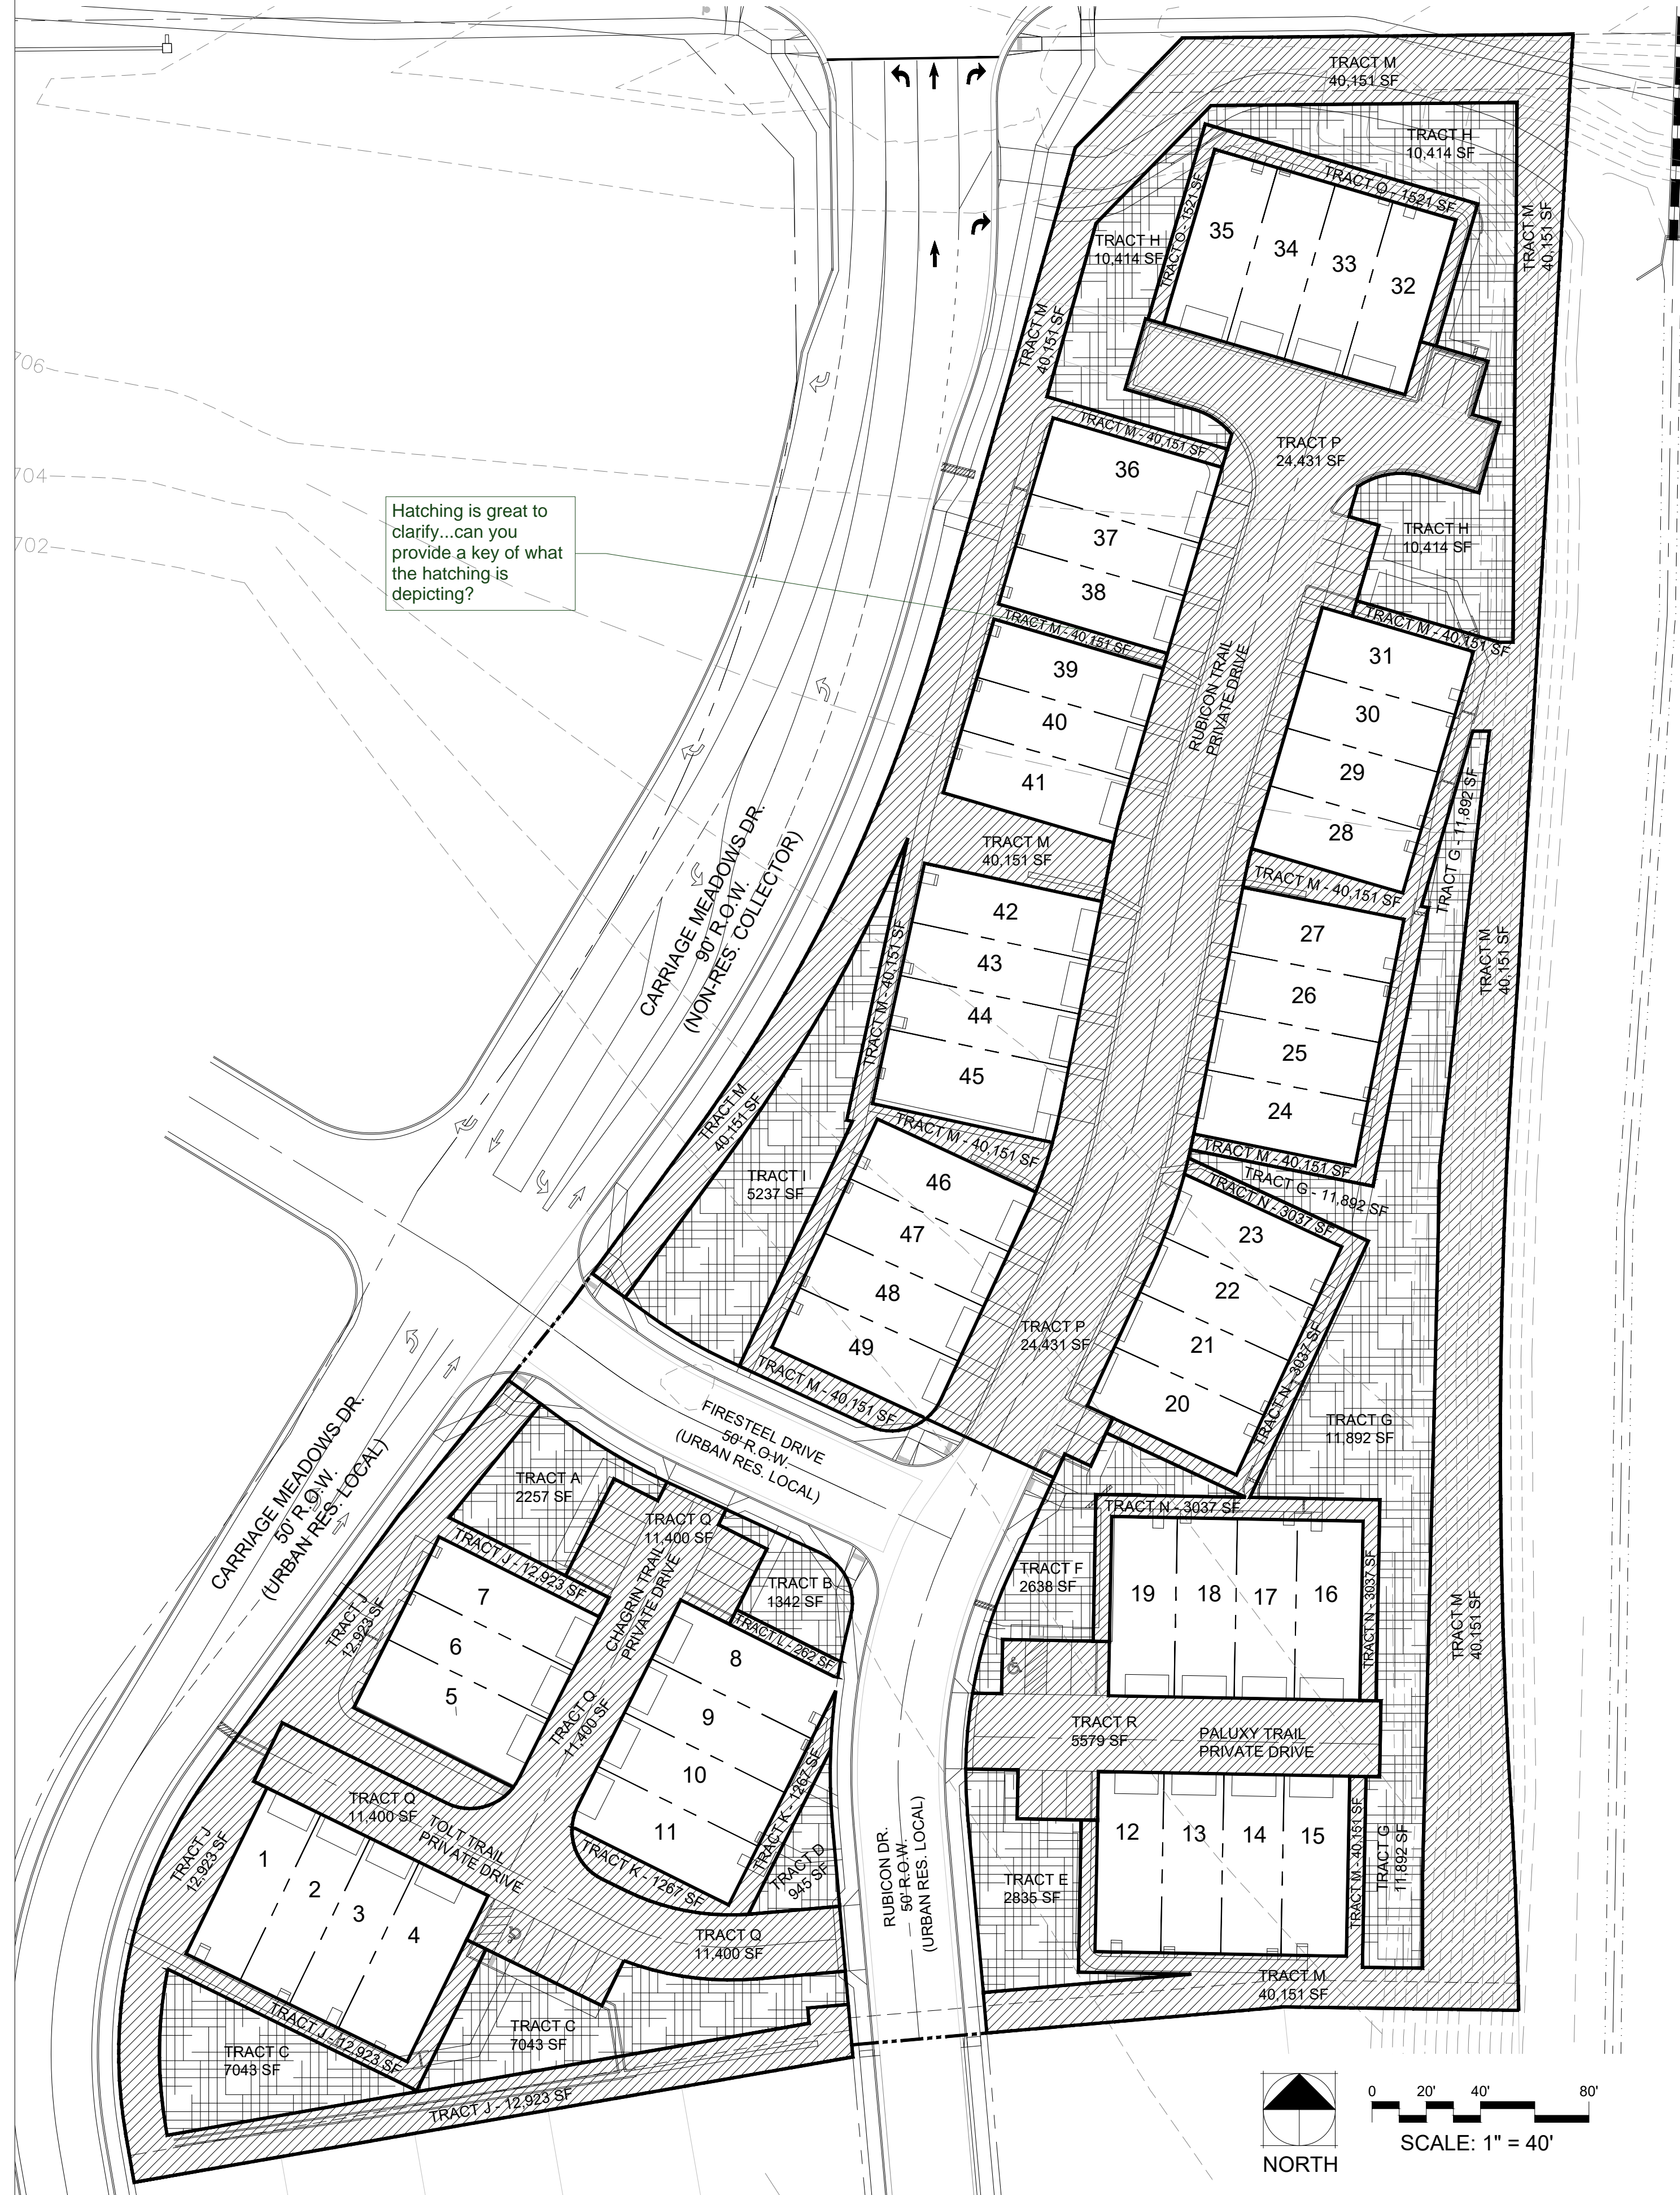 TRACT M
40,151 SF
TRACT H
10,414 SF
TRACT O - 1521 SF
TRACT O - 1521 SF
TRACT M
40,151 SF
TRACT H
10,414 SF
35
34
33
32
TRACT M
40,151 SF
706
TRACT M - 40,151 SF
TRACT P
24,431 SF
36
704
Hatching is great to
clarify...can you
provide a key of what
the hatching is
depicting?
702
37
TRACT H
10,414 SF
38
TRACT M - 40,151 SF
TRACT M - 40,151 SF
31
39
RUBICON TRAIL
PRIVATE DRIVE
30
40
29
41
28
TRACT G - 11,892 SF
CARRIAGE MEADOWS DR.
90' R.O.W.
(NON-RES. COLLECTOR)
TRACT M
40,151 SF
TRACT M - 40,151 SF
42
27
43
TRACT M - 40,151 SF
26
TRACT M
40,151 SF
44
25
45
24
TRACT M
40,151 SF
TRACT M - 40,151 SF
TRACT M - 40,151 SF
TRACT I
5237 SF
TRACT G - 11,892 SF
TRACT N - 3037 SF
46
47
23
22
48
21
49
TRACT P
24,431 SF
20
TRACT N - 3037 SF
TRACT M - 40,151 SF
FIRESTEEL DRIVE
50' R.O.W.
(URBAN RES. LOCAL)
TRACT G
11,892 SF
CARRIAGE MEADOWS DR.
50' R.O.W.
(URBAN RES. LOCAL)
TRACT A
2257 SF
TRACT N - 3037 SF
TRACT Q
11,400 SF
TRACT J - 12,923 SF
CHAGRIN TRAIL
PRIVATE DRIVE
TRACT B
1342 SF
TRACT F
2638 SF
19
18
17
16
TRACT N - 3037 SF
TRACT M
40,151 SF
7
6
5
TRACT J
12,923 SF
TRACT L - 262 SF
8
9
10
11
TRACT Q
11,400 SF
TRACT R
5579 SF
PALUXY TRAIL
PRIVATE DRIVE
TRACT Q
11,400 SF
TOLT TRAIL
PRIVATE DRIVE
TRACT K - 1267 SF
TRACT K - 1267 SF
TRACT D
945 SF
12
13
14
15
TRACT M - 40,151 SF
TRACT G
11,892 SF
TRACT J
12,923 SF
1
2
3
4
RUBICON DR.
50' R.O.W.
(URBAN RES. LOCAL)
TRACT E
2835 SF
TRACT Q
11,400 SF
TRACT M
40,151 SF
TRACT J - 12,923 SF
TRACT C
7043 SF
TRACT C
7043 SF
TRACT J - 12,923 SF
0 20' 40' 80'
SCALE: 1" = 40'
NORTH